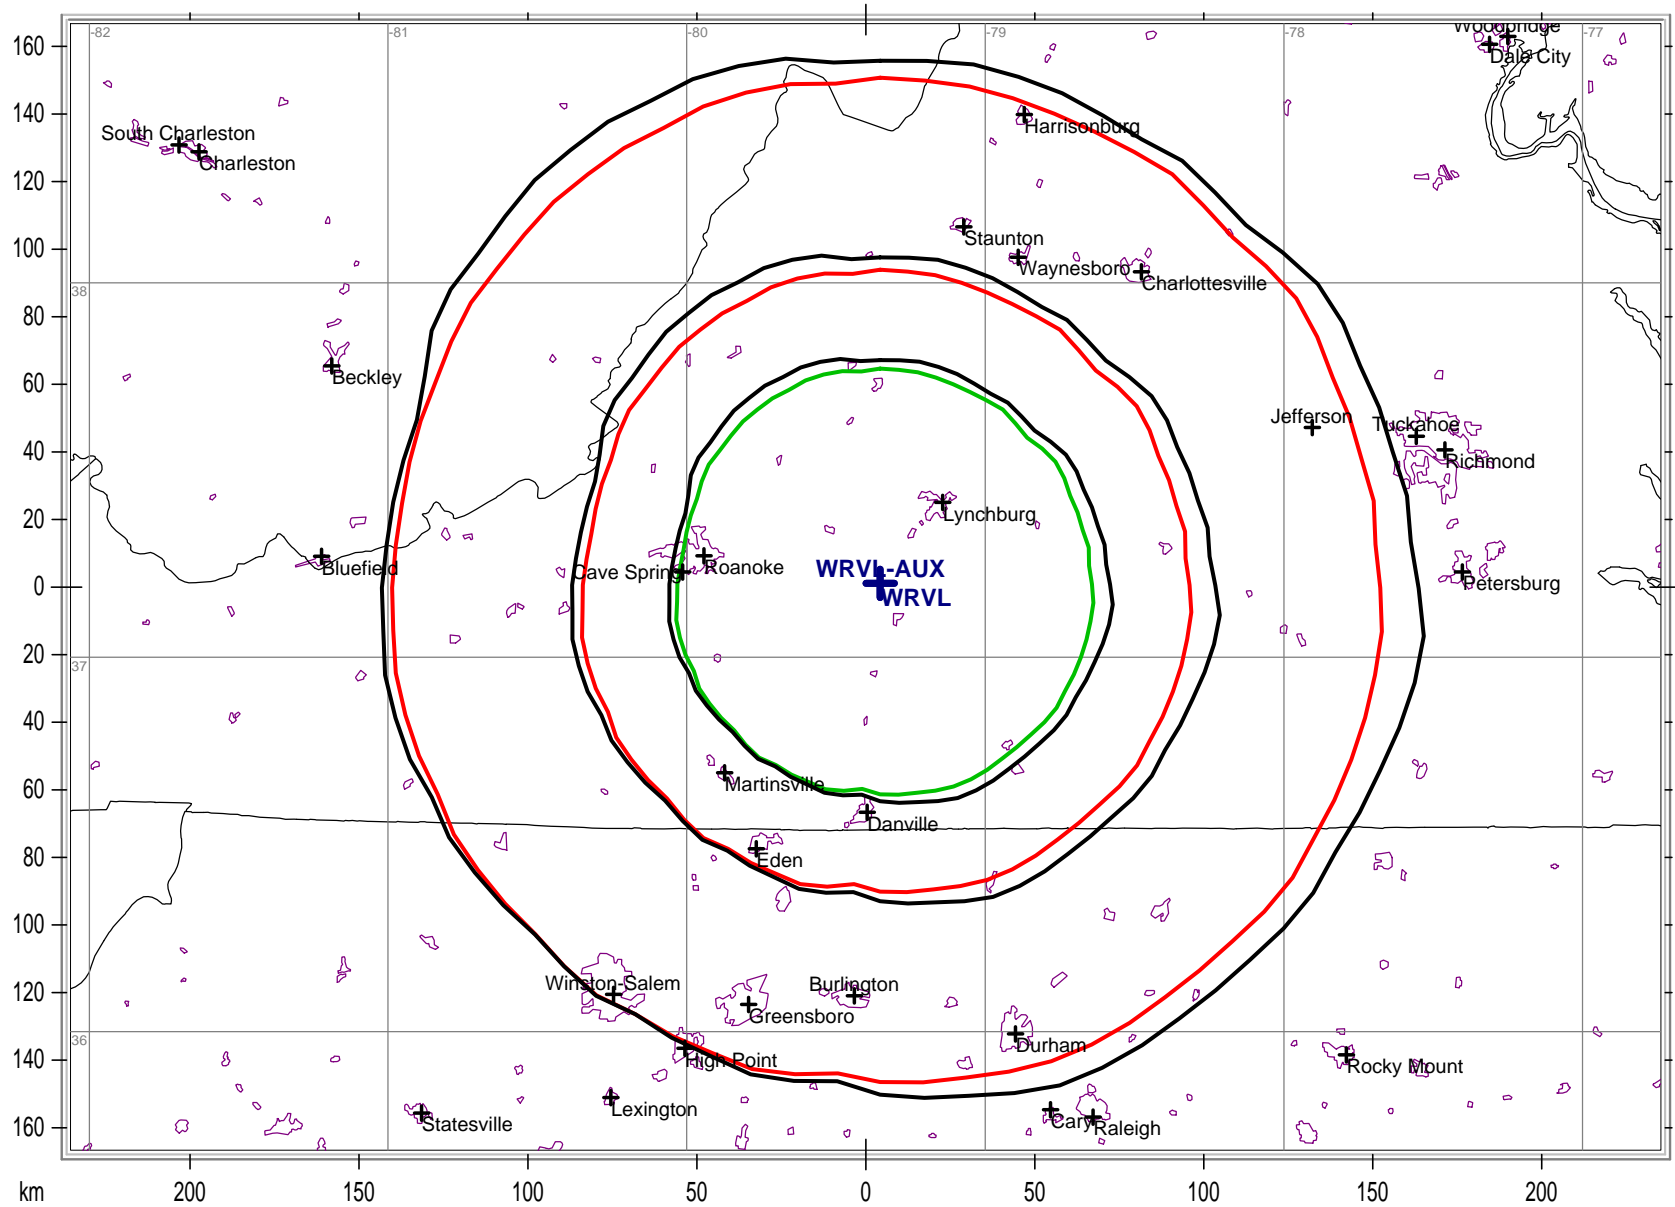 -82
-81
-80
-79
-78
-77
Woodbridge
160
Dale City
140
Harrisonburg
South Charleston
Charleston
120
100
Staunton
Waynesboro
Charlottesville
38
80
60
Beckley
40
Jefferson
Tuckahoe
Richmond
20
Lynchburg
0
Bluefield
Cave Spring
Roanoke
WRVL-AUX
WRVL
Petersburg
20
37
40
60
Martinsville
Danville
80
Eden
100
120
Winston-Salem
Greensboro
Burlington
36
140
High Point
Durham
Rocky Mount
160
Statesville
Lexington
Cary
Raleigh
km
200
150
100
50
0
50
100
150
200